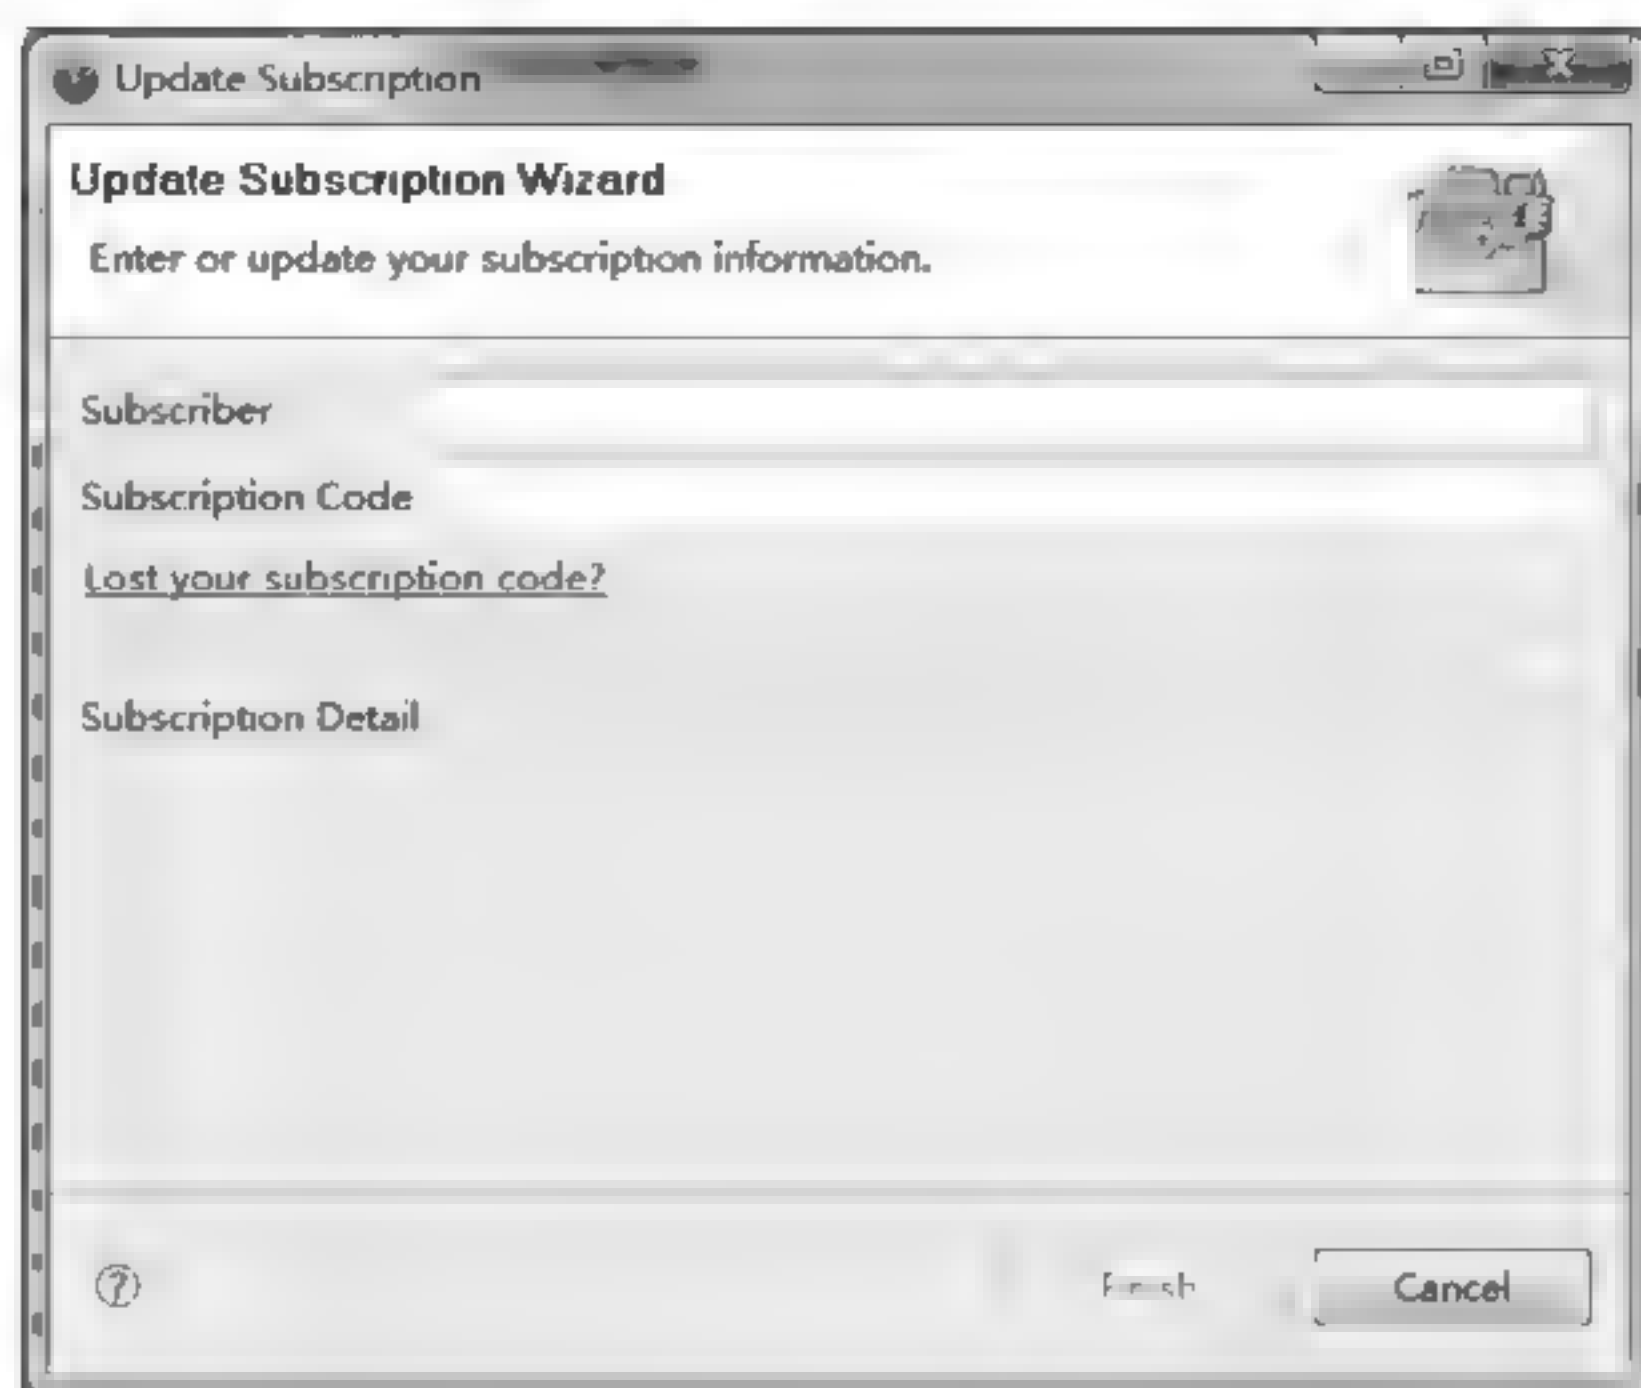 Update Subscription
Update Subscription Wizard
Enter or update your subscription information.
Subscriber
Subscription Code
Lost your subscription code?
Subscription Detail
Finish
Cancel